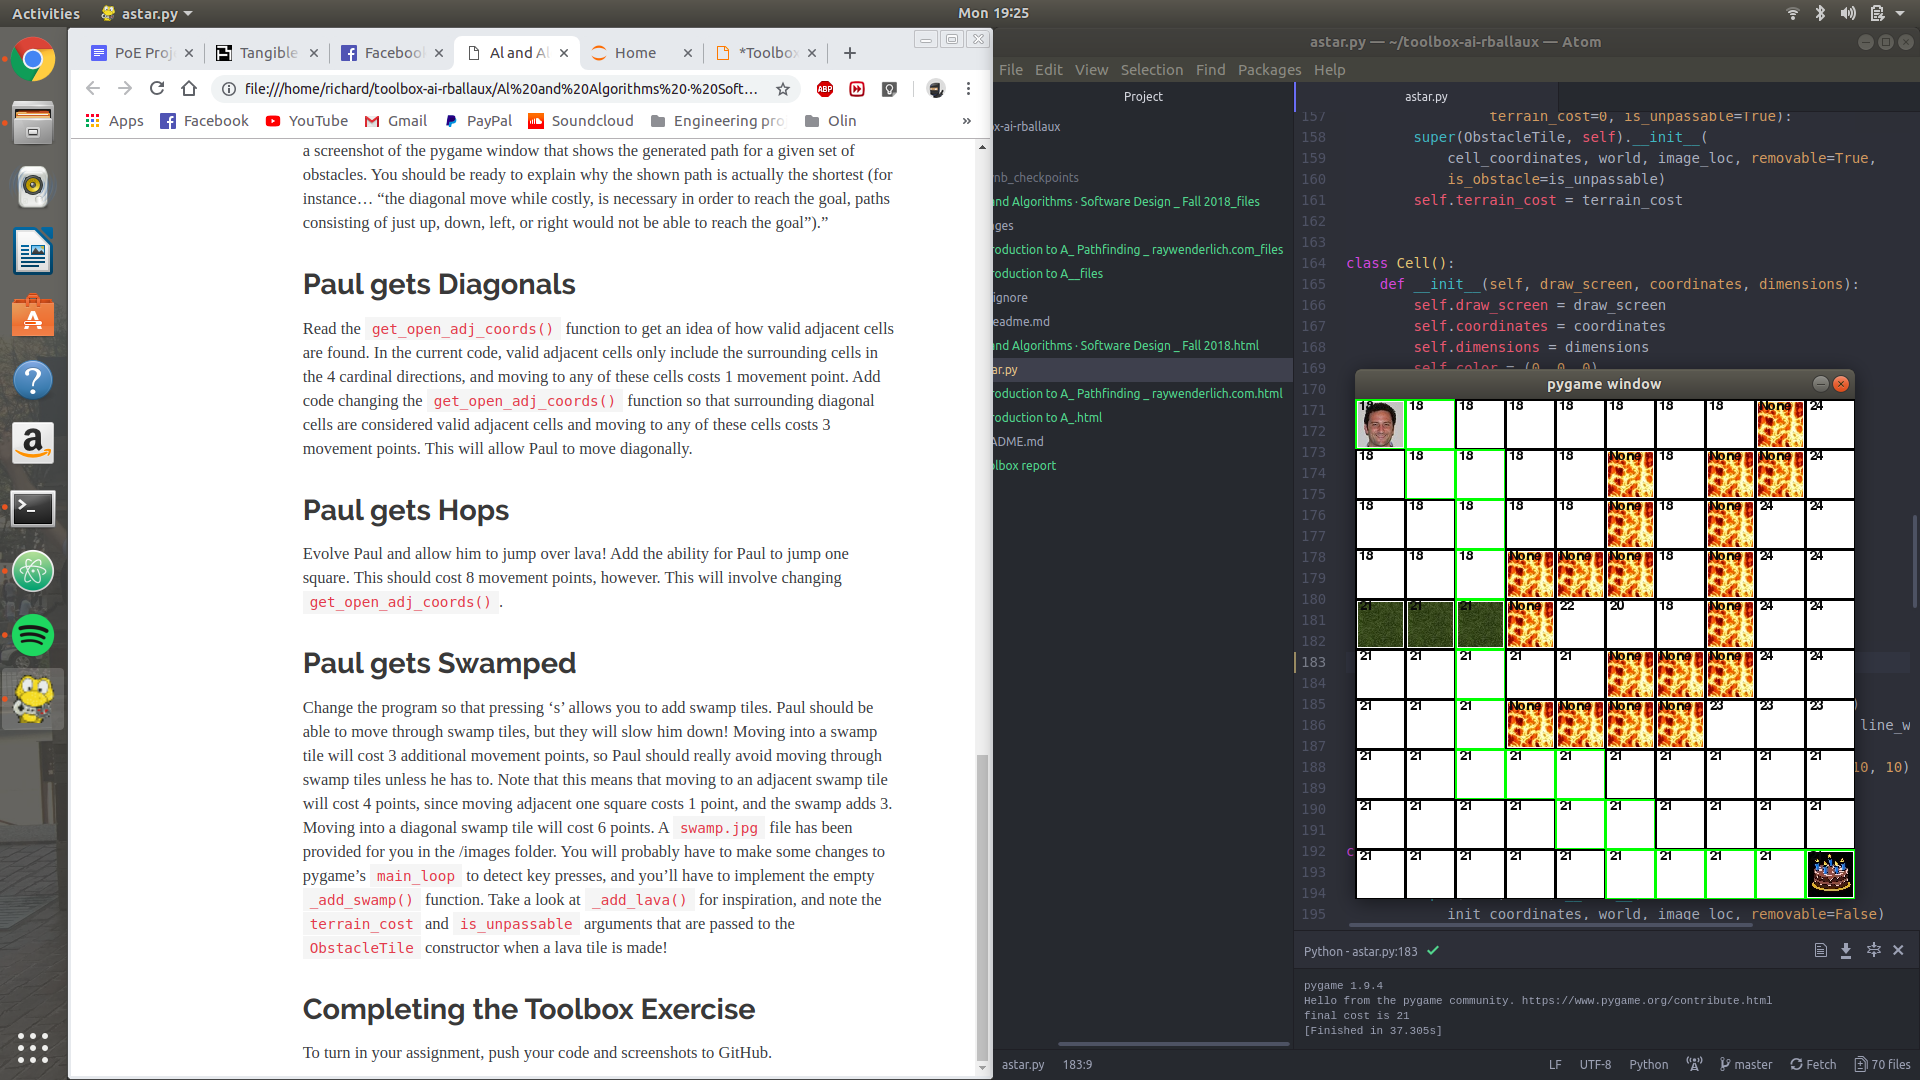 Activities
astar.py
Mon 19:25
PoE Proj
Tangible
Facebook
AI and Al
Home
*Toolbox
file:///home/richard/toolbox-ai-rballaux/AI%20and%20Algorithms%20·%20Soft...
Apps
Facebook
YouTube
Gmail
PayPal
Soundcloud
Engineering pro
Olin
»
a screenshot of the pygame window that shows the generated path for a given set of
obstacles. You should be ready to explain why the shown path is actually the shortest (for
instance… “the diagonal move while costly, is necessary in order to reach the goal, paths
consisting of just up, down, left, or right would not be able to reach the goal”).”
Paul gets Diagonals
Read the get_open_adj_coords() function to get an idea of how valid adjacent cells
are found. In the current code, valid adjacent cells only include the surrounding cells in
the 4 cardinal directions, and moving to any of these cells costs 1 movement point. Add
code changing the get_open_adj_coords() function so that surrounding diagonal
cells are considered valid adjacent cells and moving to any of these cells costs 3
movement points. This will allow Paul to move diagonally.
Paul gets Hops
Evolve Paul and allow him to jump over lava! Add the ability for Paul to jump one
square. This should cost 8 movement points, however. This will involve changing
get_open_adj_coords() .
Paul gets Swamped
Change the program so that pressing ‘s’ allows you to add swamp tiles. Paul should be
able to move through swamp tiles, but they will slow him down! Moving into a swamp
tile will cost 3 additional movement points, so Paul should really avoid moving through
swamp tiles unless he has to. Note that this means that moving to an adjacent swamp tile
will cost 4 points, since moving adjacent one square costs 1 point, and the swamp adds 3.
Moving into a diagonal swamp tile will cost 6 points. A swamp.jpg file has been
provided for you in the /images folder. You will probably have to make some changes to
pygame’s main_loop to detect key presses, and you’ll have to implement the empty
_add_swamp() function. Take a look at _add_lava() for inspiration, and note the
terrain_cost and is_unpassable arguments that are passed to the
ObstacleTile constructor when a lava tile is made!
Completing the Toolbox Exercise
To turn in your assignment, push your code and screenshots to GitHub.
astar.py — ~/toolbox-ai-rballaux — Atom
File Edit View Selection Find Packages Help
Project
ox-ai-rballaux
nb_checkpoints
and Algorithms · Software Design _ Fall 2018_files
ges
roduction to A_ Pathfinding _ raywenderlich.com_files
roduction to A__files
ignore
eadme.md
and Algorithms · Software Design _ Fall 2018.html
ar.py
roduction to A_ Pathfinding _ raywenderlich.com.html
roduction to A_.html
ADME.md
olbox report
astar.py
157 terrain_cost=0, is_unpassable=True):
158 super(ObstacleTile, self).__init__(
159 cell_coordinates, world, image_loc, removable=True,
160 is_obstacle=is_unpassable)
161 self.terrain_cost = terrain_cost
162
163
164 class Cell():
165 def __init__(self, draw_screen, coordinates, dimensions):
166 self.draw_screen = draw_screen
167 self.coordinates = coordinates
168 self.dimensions = dimensions
169 self.color = (0, 0, 0)
170
171
172
173
174
175
176
177
178
179
180
181
182
183
184
185 )
186 line_w
187
188 10, 10)
189
190
191
192 c
193
194
195 init_coordinates, world, image_loc, removable=False)
pygame window
18 18 18 18 18 18 18 None 24
18 18 18 18 18 None 18 None None 24
18 18 18 18 18 None 18 None 24 24
18 18 18 None None None 18 None 24 24
21 21 21 None 22 20 18 None 24 24
21 21 21 21 21 None None None 24 24
21 21 21 None None None None 23 23 23
21 21 21 21 21 21 21 21 21 21
21 21 21 21 21 21 21 21 21 21
21 21 21 21 21 21 21 21 21
Python - astar.py:183
pygame 1.9.4
Hello from the pygame community. https://www.pygame.org/contribute.html
final cost is 21
[Finished in 37.305s]
astar.py 183:9
LF UTF-8 Python master Fetch 70 files